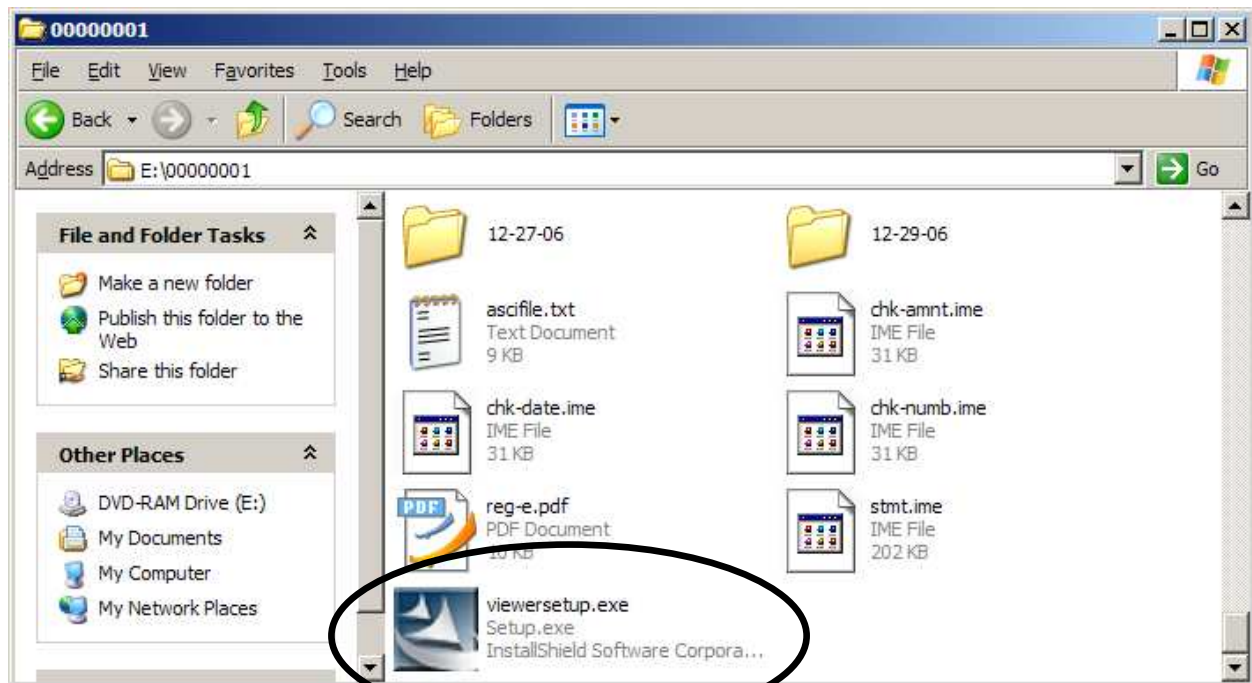 00000001
File Edit View Favorites Tools Help
Back Search Folders
Address E:\00000001 Go
File and Folder Tasks
Make a new folder
Publish this folder to the
Web
Share this folder
Other Places
DVD-RAM Drive (E:)
My Documents
My Computer
My Network Places
12-27-06
12-29-06
ascifile.txt
Text Document
9 KB
chk-amnt.ime
IME File
31 KB
chk-date.ime
IME File
31 KB
chk-numb.ime
IME File
31 KB
PDF
reg-e.pdf
PDF Document
KB
stmt.ime
IME File
202 KB
viewersetup.exe
Setup.exe
InstallShield Software Corpora...